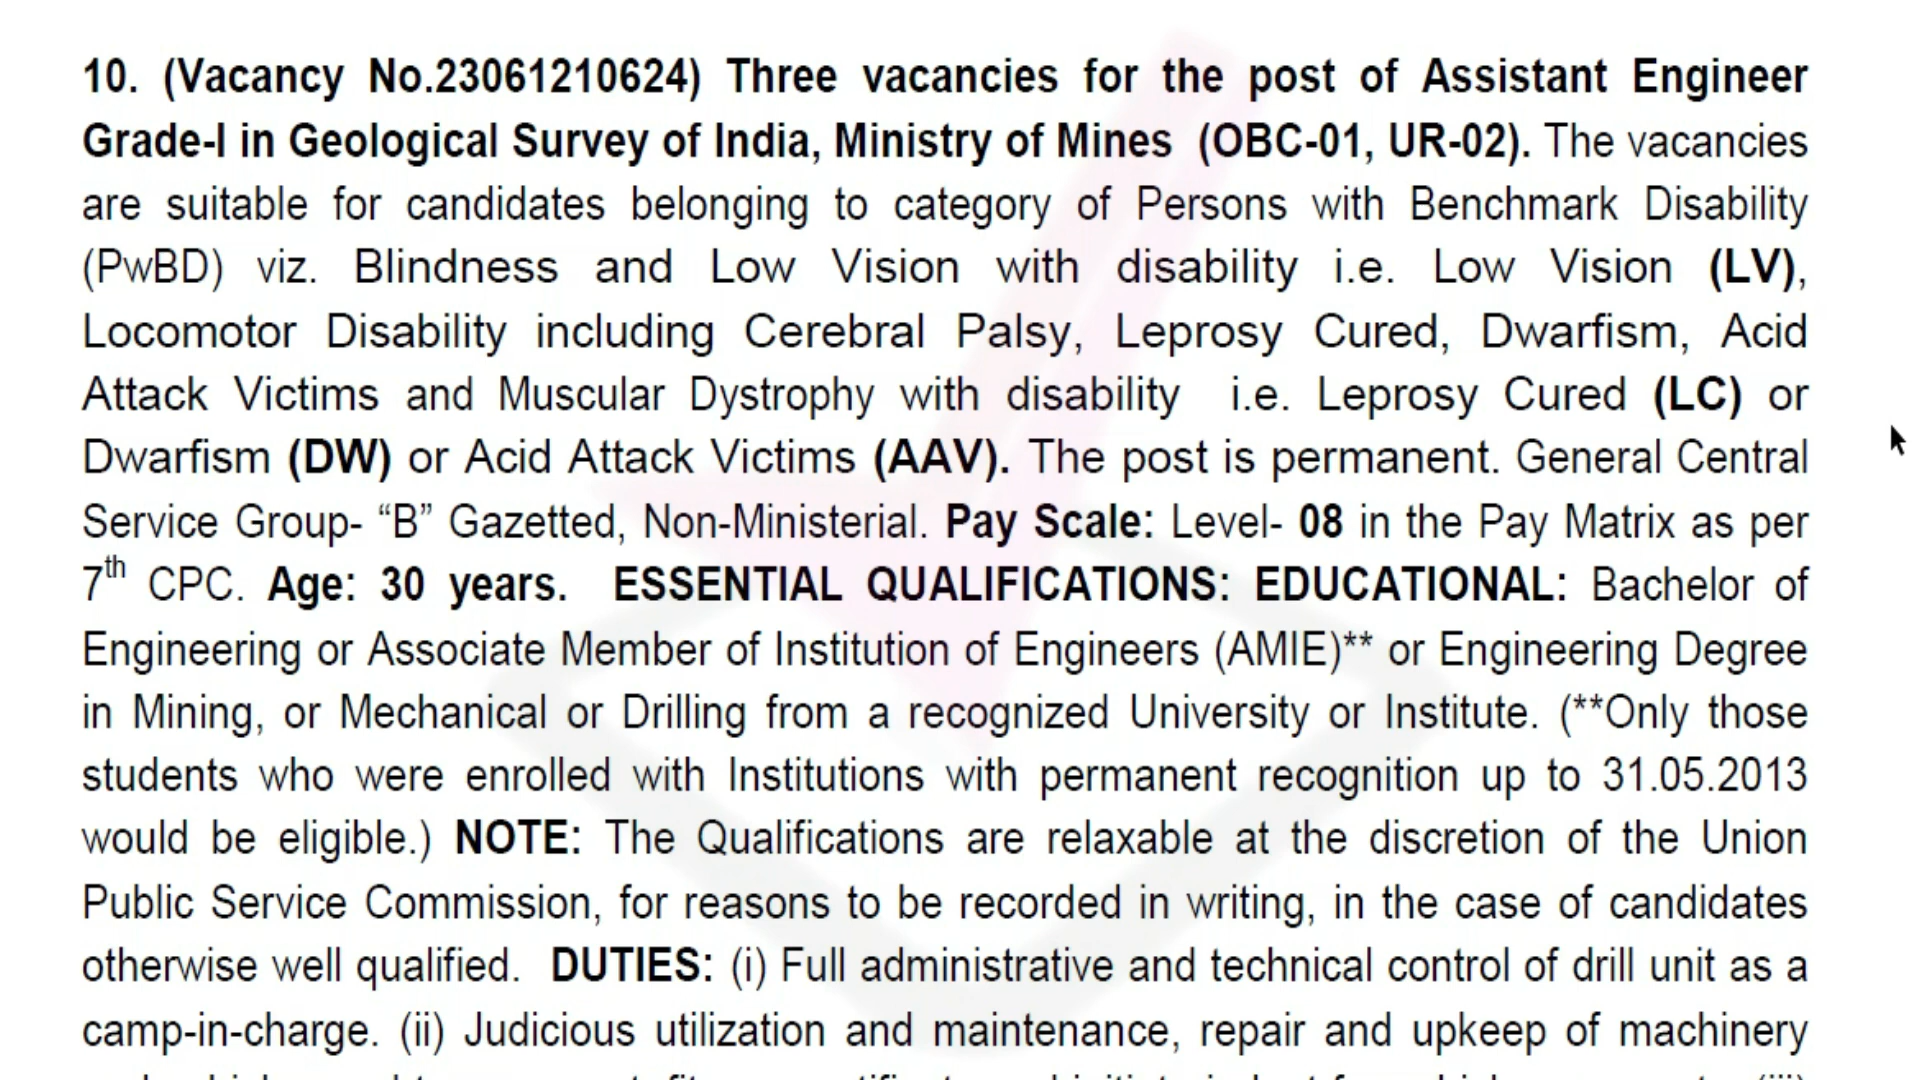 10. (Vacancy No.23061210624) Three vacancies for the post of Assistant Engineer
Grade-I in Geological Survey of India, Ministry of Mines (OBC-01, UR-02). The vacancies
are suitable for candidates belonging to category of Persons with Benchmark Disability
(PwBD) viz. Blindness and Low Vision with disability i.e. Low Vision (LV),
Locomotor Disability including Cerebral Palsy, Leprosy Cured, Dwarfism, Acid
Attack Victims and Muscular Dystrophy with disability i.e. Leprosy Cured (LC) or
Dwarfism (DW) or Acid Attack Victims (AAV). The post is permanent. General Central
Service Group- “B” Gazetted, Non-Ministerial. Pay Scale: Level- 08 in the Pay Matrix as per
7th CPC. Age: 30 years. ESSENTIAL QUALIFICATIONS: EDUCATIONAL: Bachelor of
Engineering or Associate Member of Institution of Engineers (AMIE)** or Engineering Degree
in Mining, or Mechanical or Drilling from a recognized University or Institute. (**Only those
students who were enrolled with Institutions with permanent recognition up to 31.05.2013
would be eligible.) NOTE: The Qualifications are relaxable at the discretion of the Union
Public Service Commission, for reasons to be recorded in writing, in the case of candidates
otherwise well qualified. DUTIES: (i) Full administrative and technical control of drill unit as a
camp-in-charge. (ii) Judicious utilization and maintenance, repair and upkeep of machinery